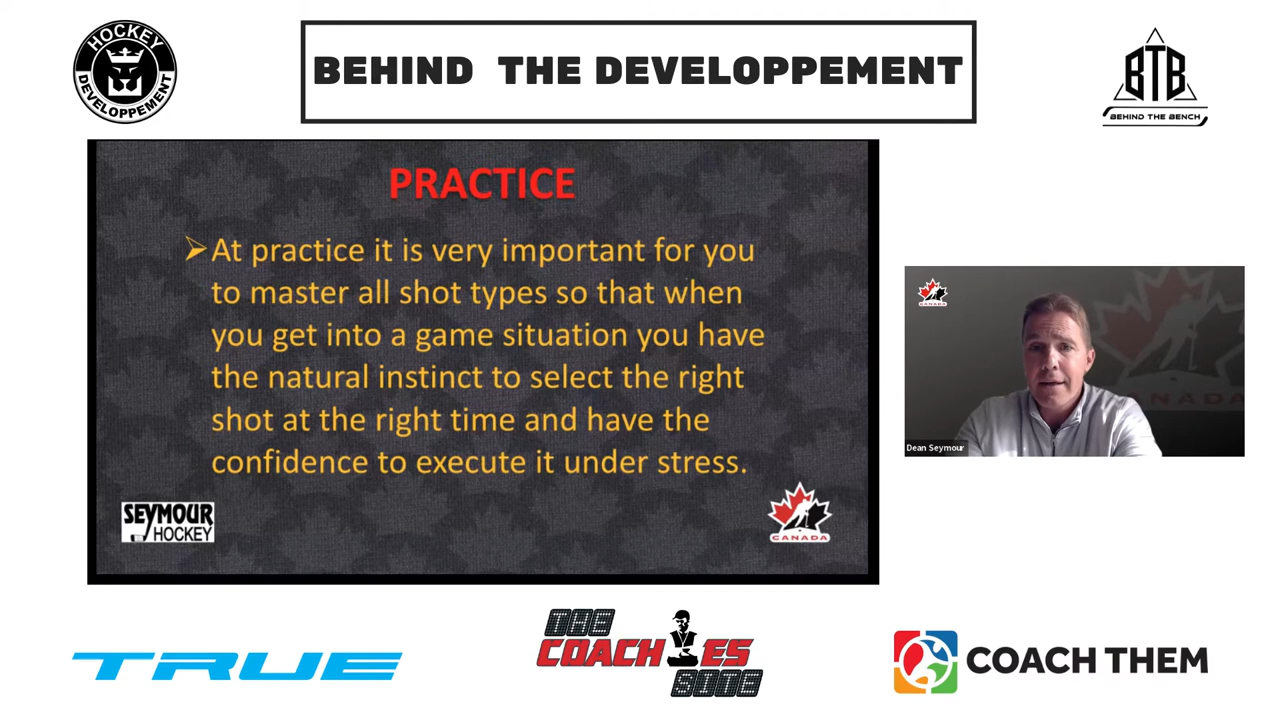 HOCKEY
DEVELOPPEMENT
BEHIND THE DEVELOPPEMENT
BTB
BEHIND THE BENCH
PRACTICE
➢At practice it is very important for you
to master all shot types so that when
you get into a game situation you have
the natural instinct to select the right
shot at the right time and have the
confidence to execute it under stress.
SEYMOUR
HOCKEY
CANADA
CANADA
Dean Seymour
TRUE
THE
COACHES
SITE
COACH THEM